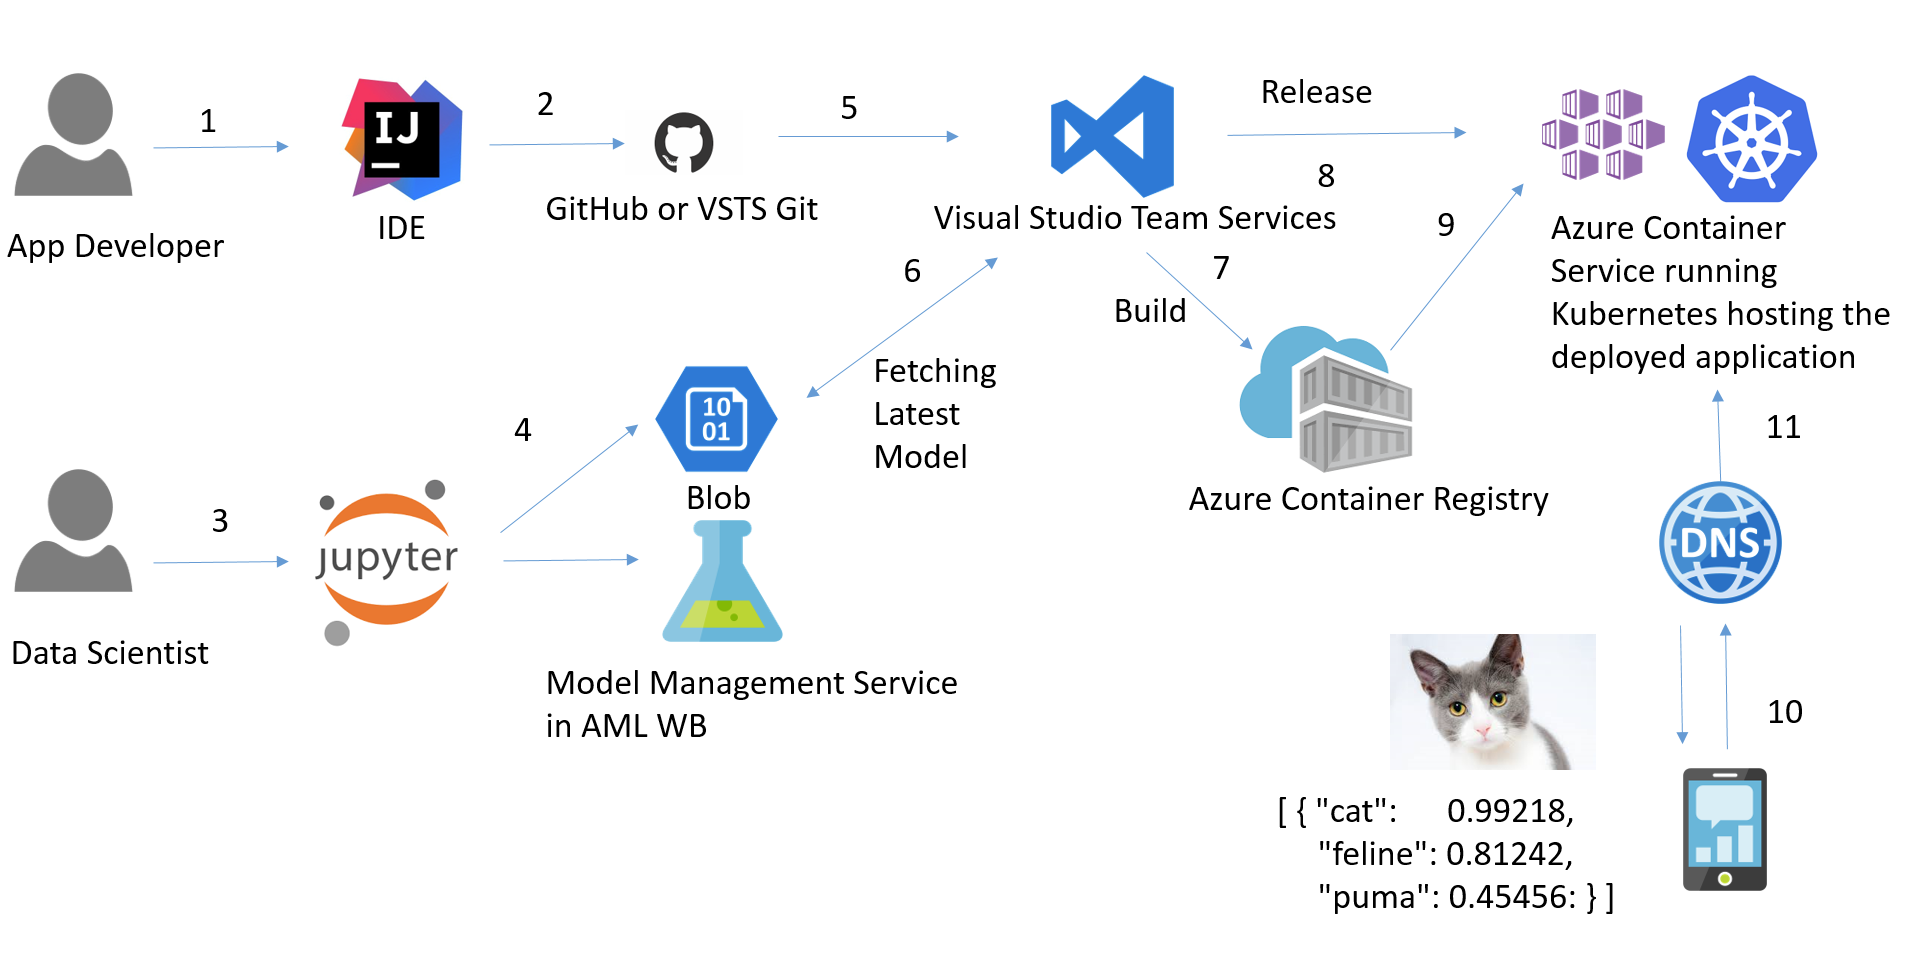 1
2
5
Release
IJ
8
GitHub or VSTS Git
Visual Studio Team Services
IDE
App Developer
9
Azure Container
Service running
Kubernetes hosting the
deployed application
6
7
Build
Fetching
Latest
Model
10
01
4
Blob
Azure Container Registry
11
3
jupyter
DNS
Data Scientist
Model Management Service
in AML WB
10
[ { "cat": 0.99218,
"feline": 0.81242,
"puma": 0.45456: } ]